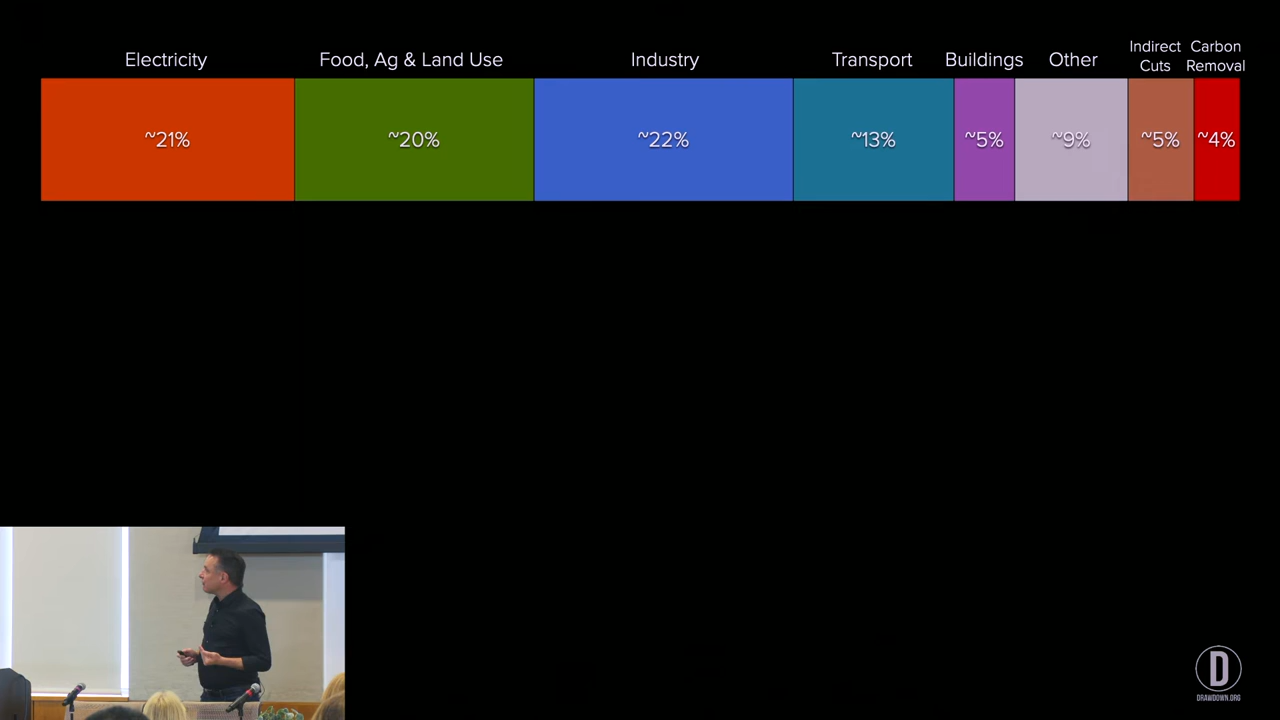 Electricity
Food, Ag & Land Use
Industry
Transport
Buildings
Other
Indirect
Cuts
Carbon
Removal
~21%
~20%
~22%
~13%
~5%
~9%
~5%
~4%
D
DRAWDOWN.ORG